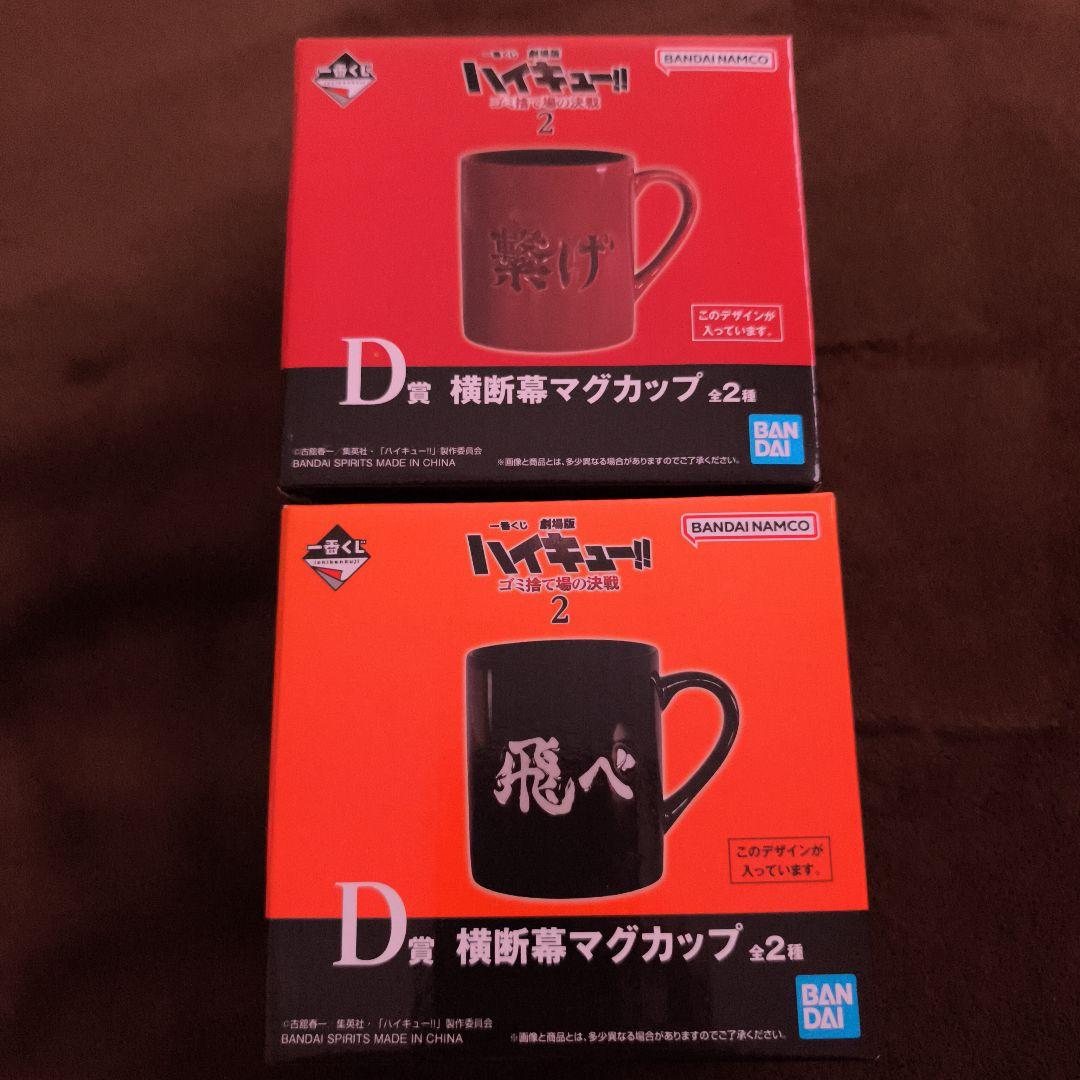 一番くじ
一番くじ 劇場版
ハイキュー!!
ゴミ捨て場の決戦
2
BANDAI NAMCO
繋げ
このデザインが
入っています。
D賞 横断幕マグカップ 全2種
BAN
DAI
©古舘春一/集英社・「ハイキュー!!」製作委員会
BANDAI SPIRITS MADE IN CHINA
※画像と商品とは、多少異なる場合がありますのでご了承ください。
一番くじ
ichibanKUJI
一番くじ 劇場版
ハイキュー!!
ゴミ捨て場の決戦
2
BANDAI NAMCO
飛べ
このデザインが
入っています。
D賞 横断幕マグカップ 全2種
BAN
DAI
©古舘春一/集英社・「ハイキュー!!」製作委員会
BANDAI SPIRITS MADE IN CHINA
※画像と商品とは、多少異なる場合がありますのでご了承ください。